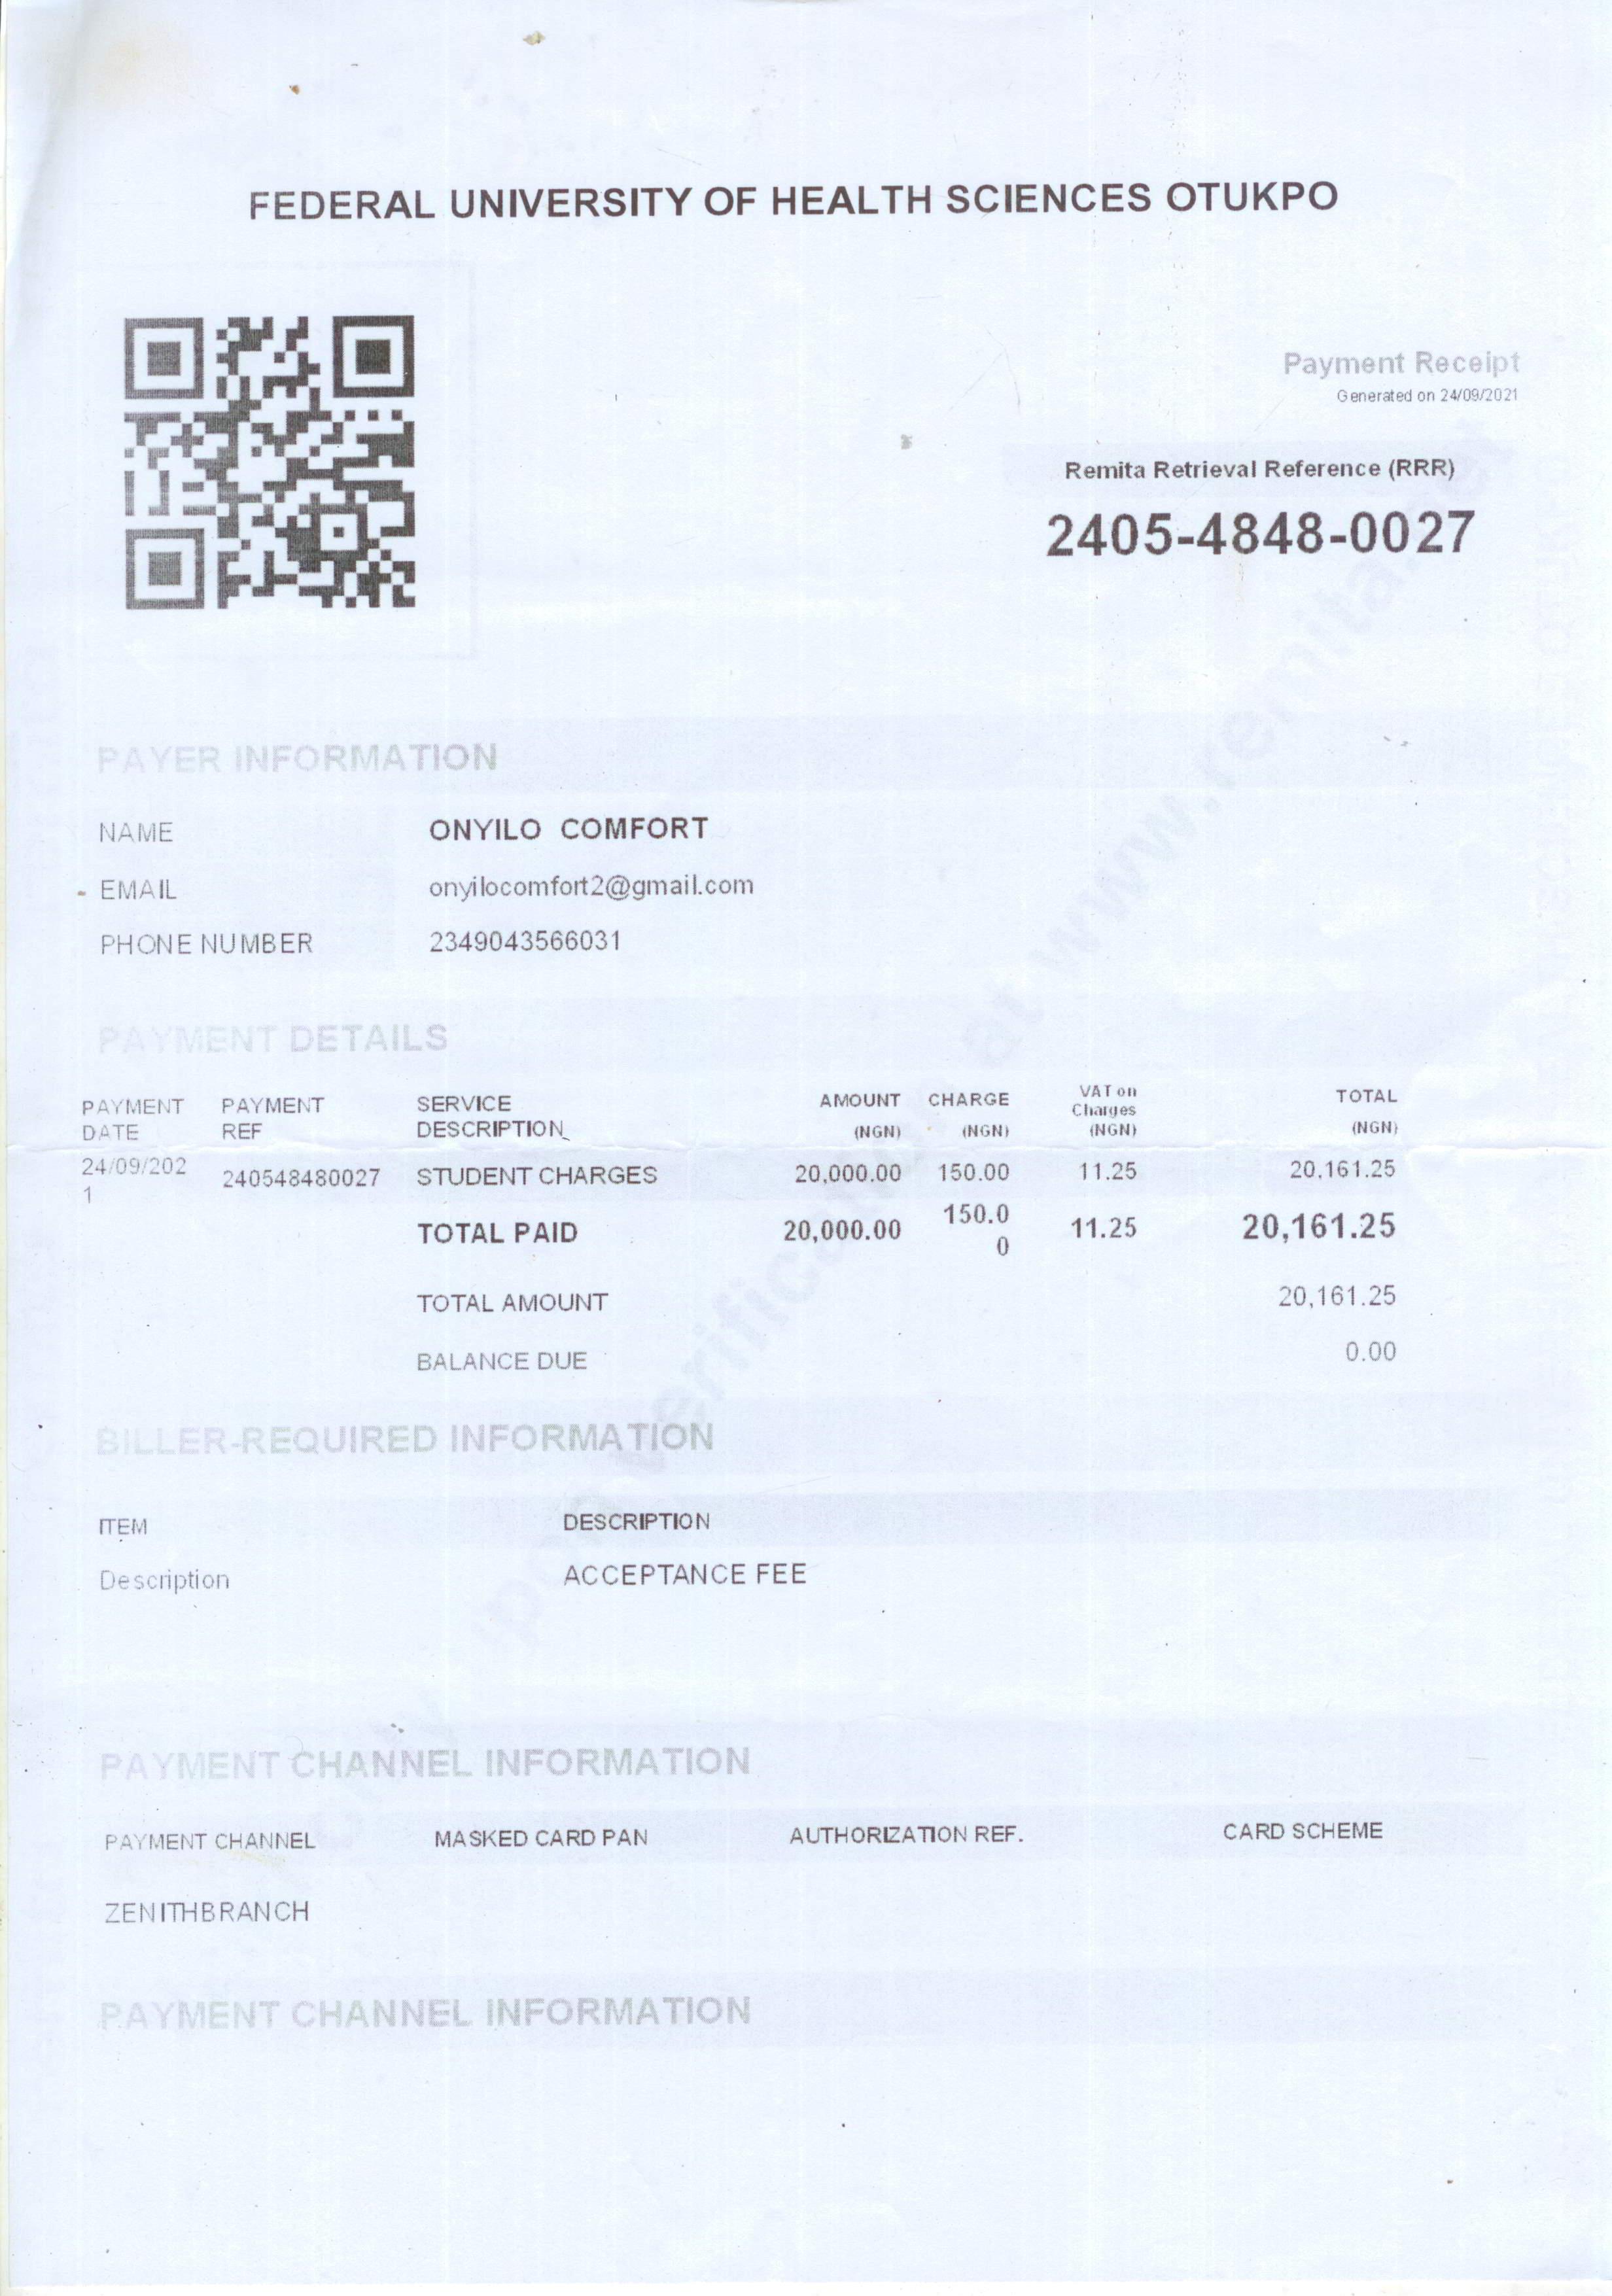 FEDERAL UNIVERSITY OF HEALTH SCIENCES OTUKPO
Payment Receipt
Generated on 24/09/2021
Remita Retrieval Reference (RRR)
2405-4848-0027
PAYER INFORMATION
NAME ONYILO COMFORT
EMAIL onyilocomfort2@gmail.com
PHONE NUMBER 2349043566031
PAYMENT DETAILS
PAYMENT DATE PAYMENT REF SERVICE DESCRIPTION AMOUNT (NGN) CHARGE (NGN) VAT on Charges (NGN) TOTAL (NGN)
24/09/2021 240548480027 STUDENT CHARGES 20,000.00 150.00 11.25 20,161.25
TOTAL PAID 20,000.00 150.00 11.25 20,161.25
TOTAL AMOUNT 20,161.25
BALANCE DUE 0.00
BILLER-REQUIRED INFORMATION
ITEM DESCRIPTION
Description ACCEPTANCE FEE
PAYMENT CHANNEL INFORMATION
PAYMENT CHANNEL MASKED CARD PAN AUTHORIZATION REF. CARD SCHEME
ZENITHBRANCH
PAYMENT CHANNEL INFORMATION
at www.remita.net